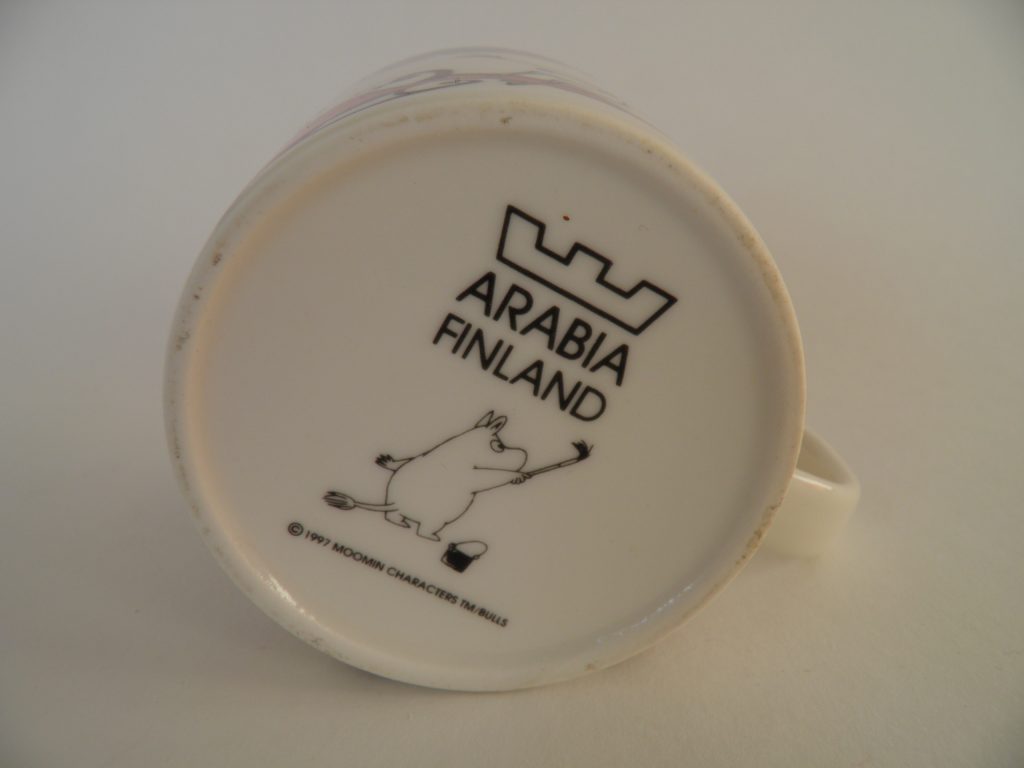 ARABIA
FINLAND
© 1997 MOOMIN CHARACTERS TM/BULLS